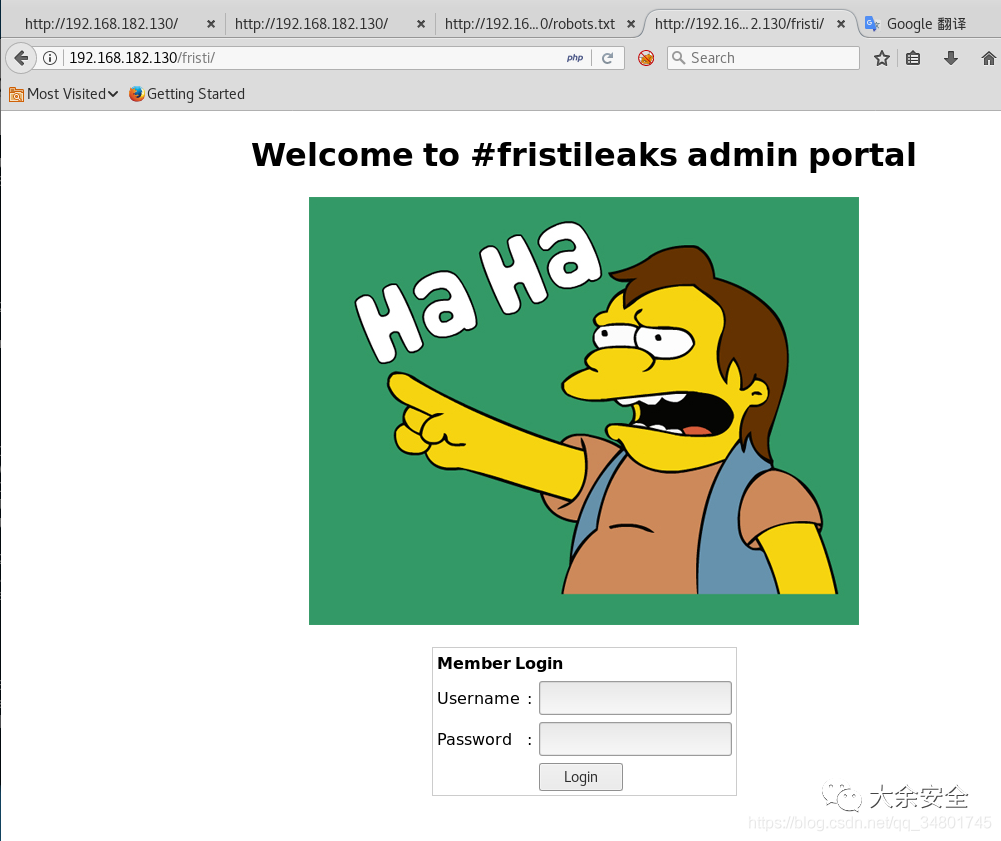 http://192.168.182.130/
http://192.168.182.130/
http://192.16...0/robots.txt
http://192.16...2.130/fristi/
Google 翻译
192.168.182.130/fristi/
php
Search
Most Visited
Getting Started
Welcome to #fristileaks admin portal
Ha Ha Ha Ha
Member Login
Username :
Password :
Login
大余安全
https://blog.csdn.net/qq_34801745